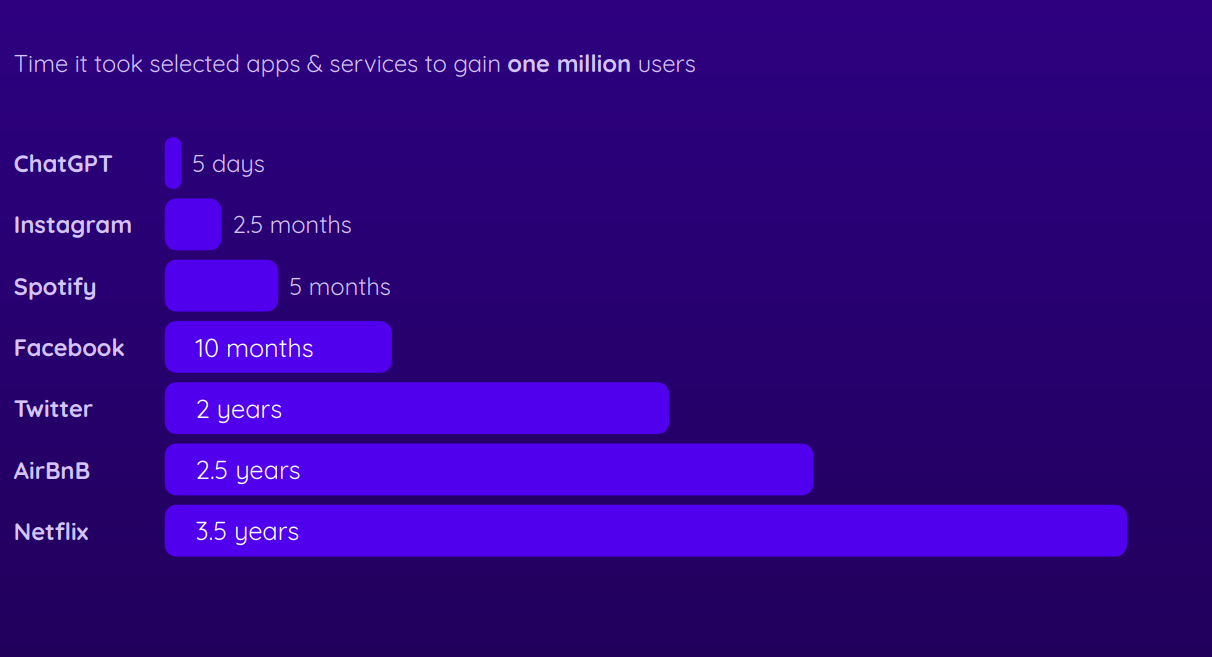 Time it took selected apps & services to gain one million users
ChatGPT 5 days
Instagram 2.5 months
Spotify 5 months
Facebook 10 months
Twitter 2 years
AirBnB 2.5 years
Netflix 3.5 years